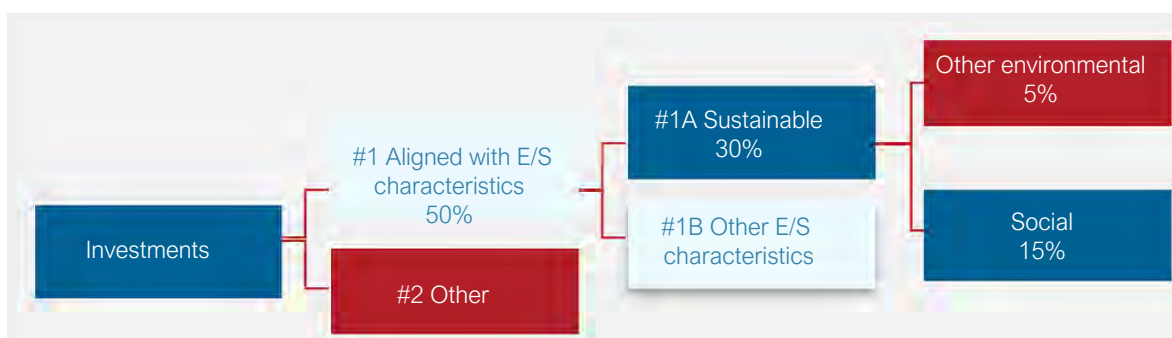 Investments
#1 Aligned with E/S
characteristics
50%
#2 Other
#1A Sustainable
30%
#1B Other E/S
characteristics
Other environmental
5%
Social
15%